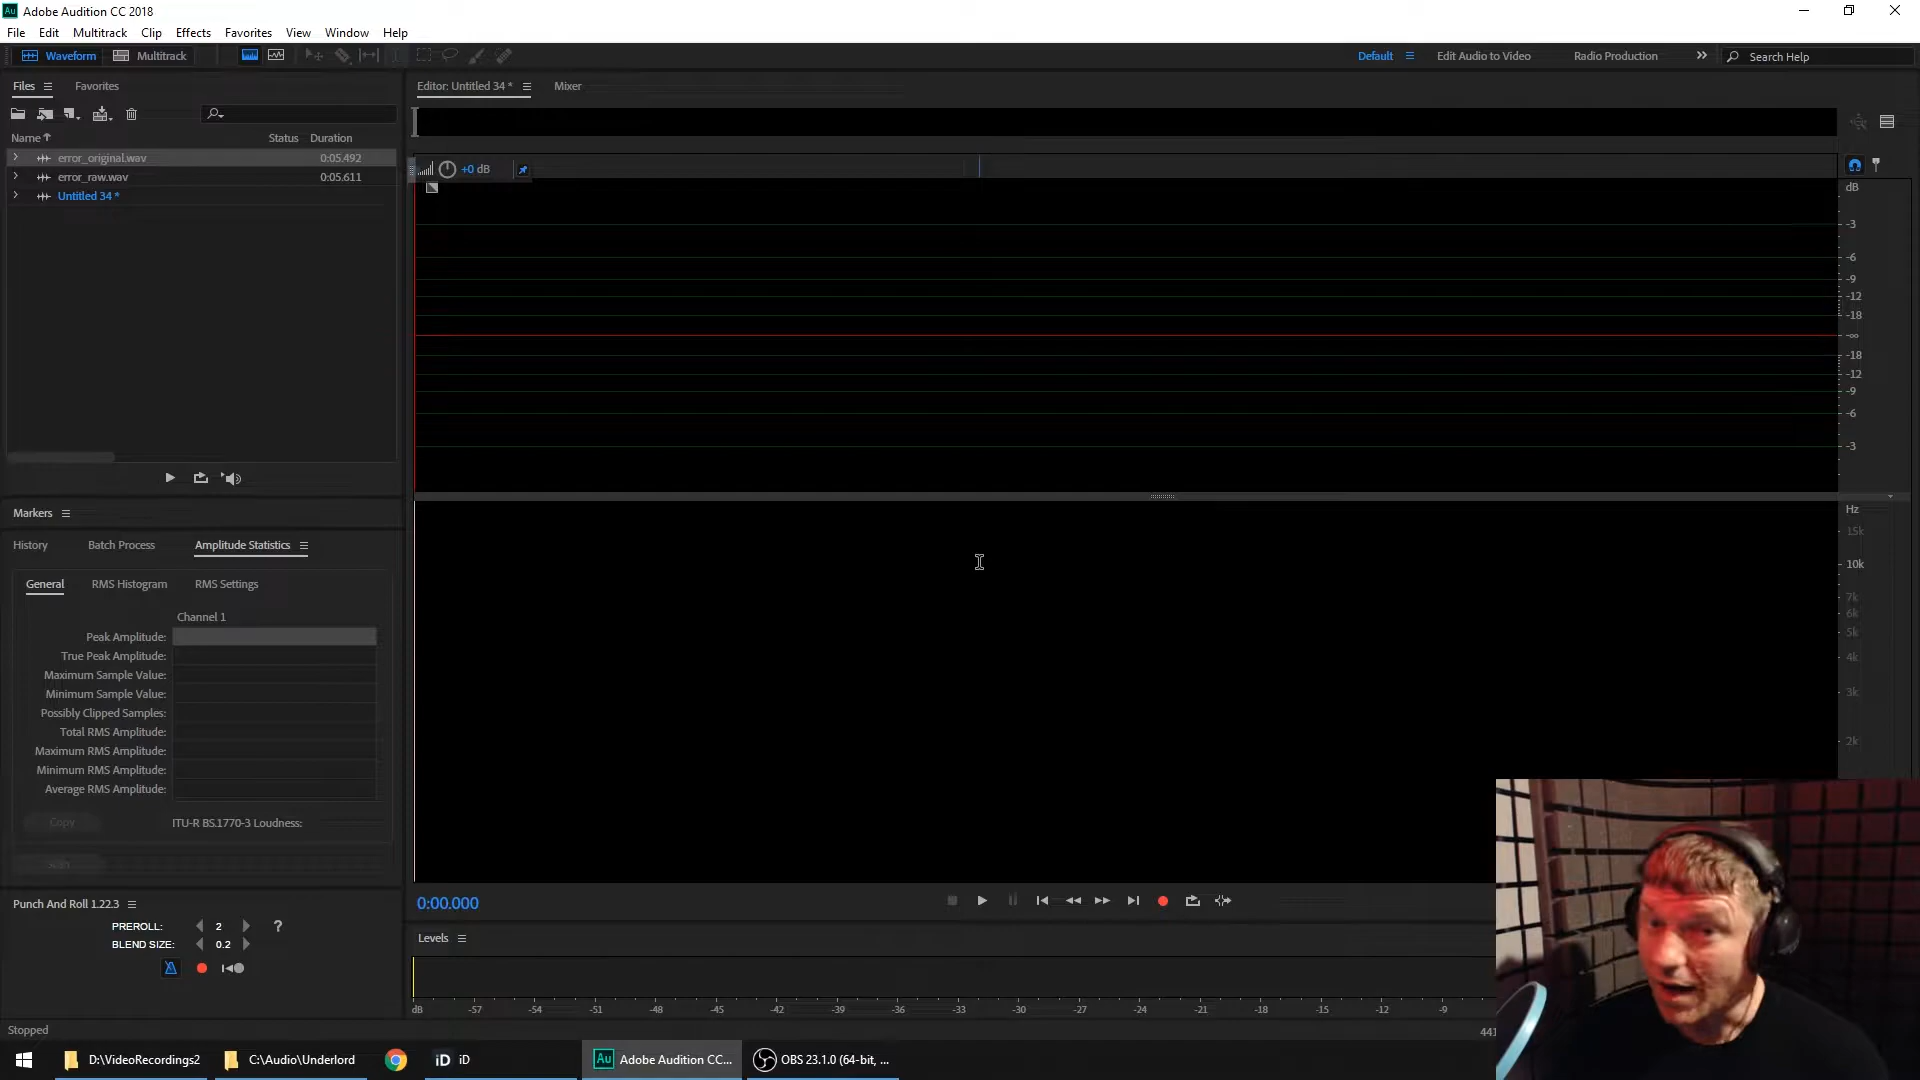 Au Adobe Audition CC 2018
File Edit Multitrack Clip Effects Favorites View Window Help
Waveform Multitrack Default Edit Audio to Video Radio Production Search Help
Files Favorites
Name Status Duration
error_original.wav 0:05.492
error_raw.wav 0:05.611
Untitled 34 *
Editor: Untitled 34 * Mixer
+0 dB
dB
-3
-6
-9
-12
-18
-∞
-18
-12
-9
-6
-3
Hz
15k
10k
7k
6k
5k
4k
3k
2k
Markers
History Batch Process Amplitude Statistics
General RMS Histogram RMS Settings
Channel 1
Peak Amplitude:
True Peak Amplitude:
Maximum Sample Value:
Minimum Sample Value:
Possibly Clipped Samples:
Total RMS Amplitude:
Maximum RMS Amplitude:
Minimum RMS Amplitude:
Average RMS Amplitude:
Copy ITU-R BS.1770-3 Loudness:
Scan
Punch And Roll 1.22.3
PREROLL: 2 ?
BLEND SIZE: 0.2
0:00.000
Levels
dB -57 -54 -51 -48 -45 -42 -39 -36 -33 -30 -27 -24 -21 -18 -15 -12 -9
Stopped 441
D:\VideoRecordings2 C:\Audio\Underlord iD iD Au Adobe Audition CC... OBS 23.1.0 (64-bit, ...